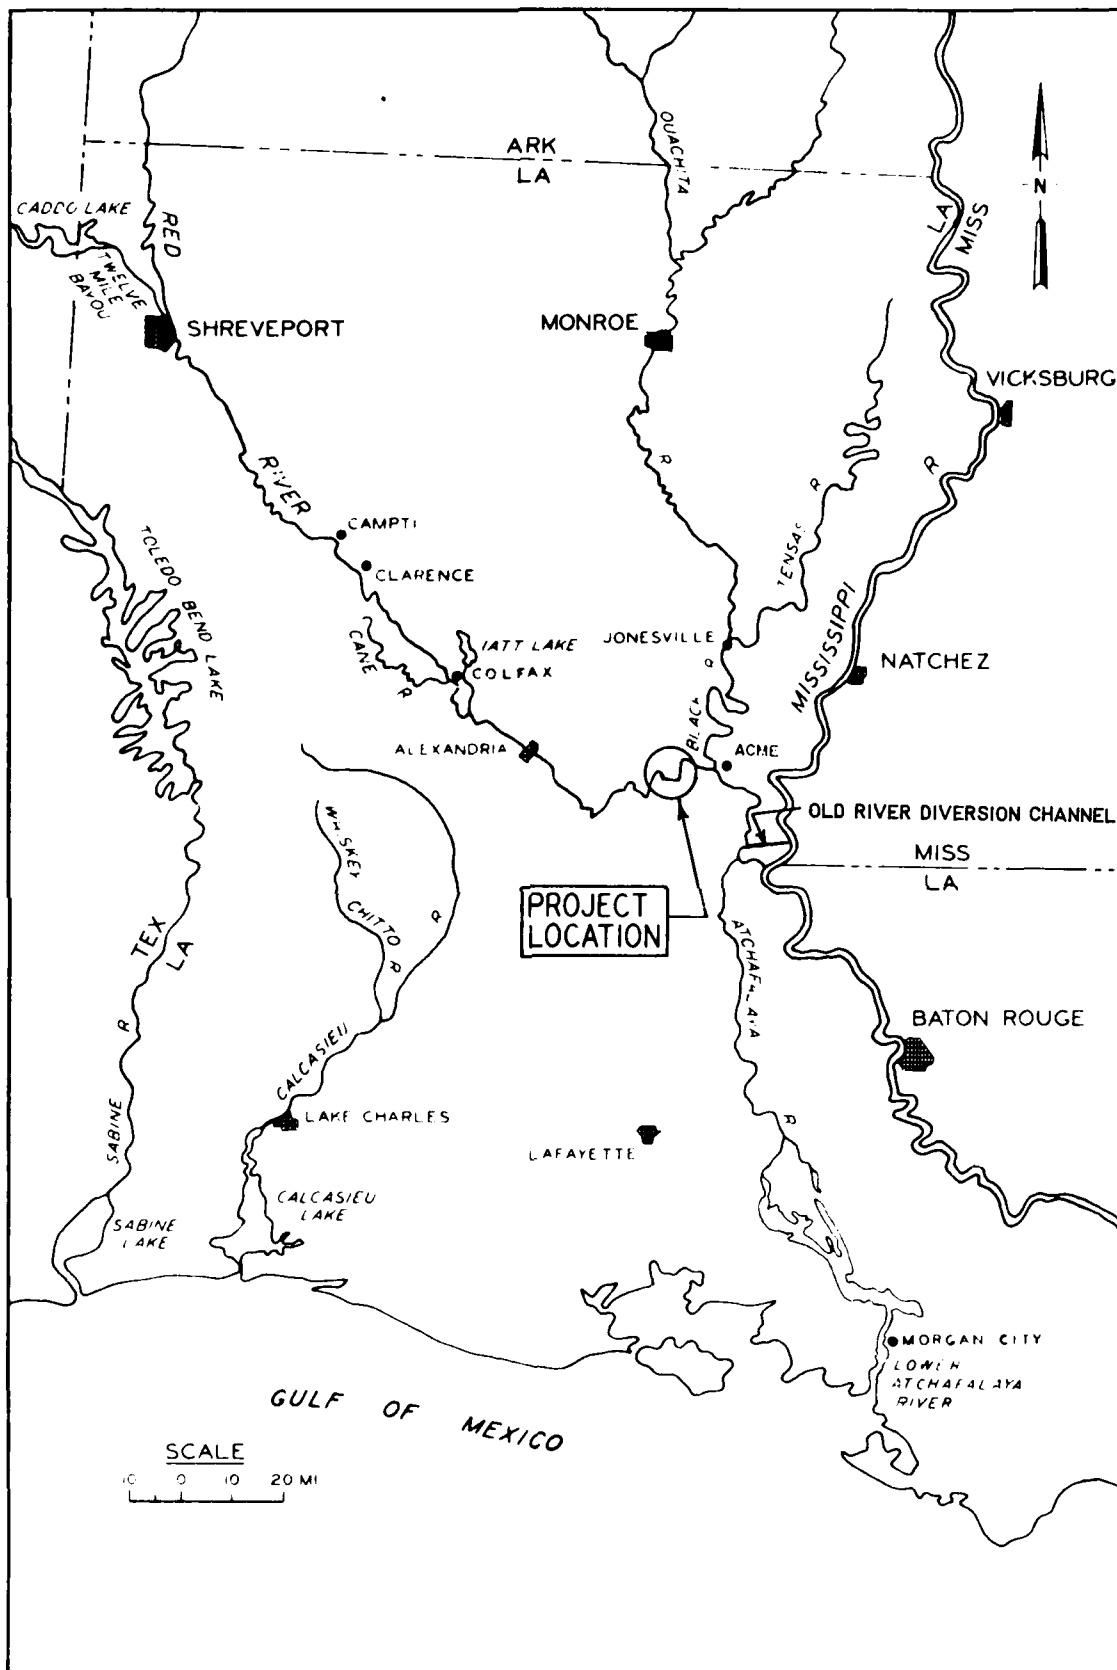 ARK
LA
OUACHITA
N
CADDO LAKE
RED
LA
MISS
TWELVE
MILE
BAYOU
SHREVEPORT
MONROE
VICKSBURG
R
R
R
RIVER
CAMPTI
CLARENCE
TENSAS
TOLEDO BEND LAKE
CANE
R
IATT LAKE
COLFAX
JONESVILLE
R
MISSISSIPPI
NATCHEZ
BLACK
ALEXANDRIA
ACME
OLD RIVER DIVERSION CHANNEL
MISS
LA
WHISKEY
CHITTO
R
R
PROJECT
LOCATION
TEX
LA
ATCHAFALAYA
R
BATON ROUGE
R
SABINE
CALCASIEU
LAKE CHARLES
LAFAYETTE
CALCASIEU
LAKE
SABINE
LAKE
MORGAN CITY
LOWER
ATCHAFALAYA
RIVER
GULF OF MEXICO
SCALE
10 0 10 20 MI